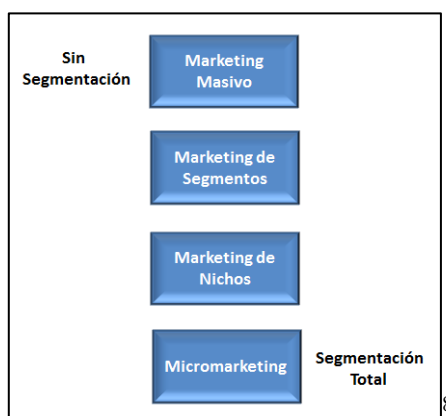 Sin
Segmentación
Marketing
Masivo
Marketing de
Segmentos
Marketing de
Nichos
Micromarketing
Segmentación
Total